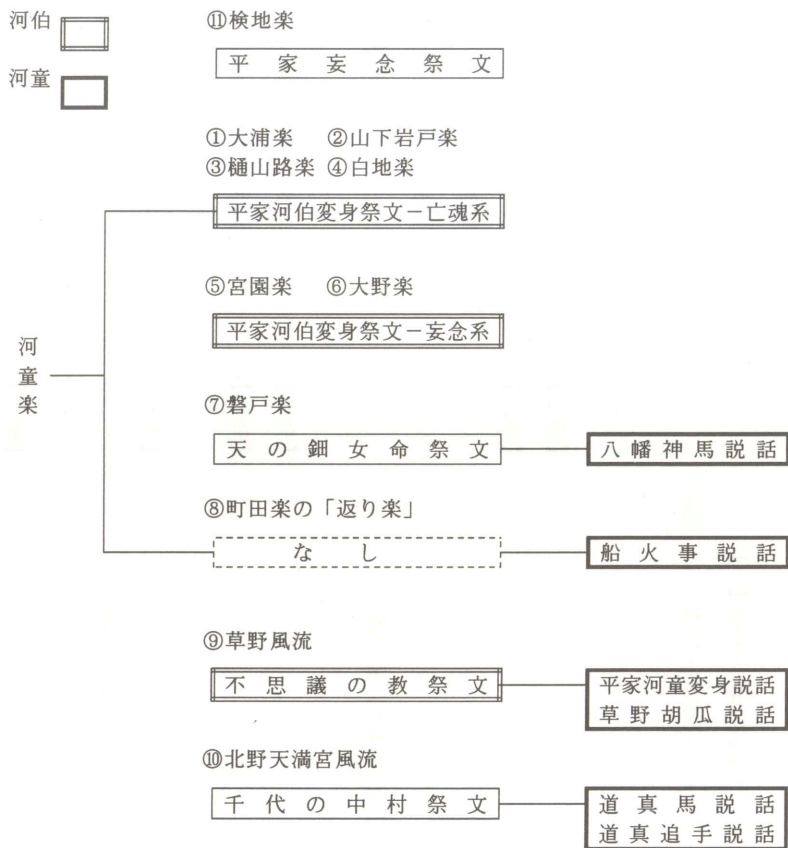 河伯
河童
⑪検地楽
平家妄念祭文
①大浦楽 ②山下岩戸楽
③樋山路楽 ④白地楽
平家河伯変身祭文－亡魂系
⑤宮園楽 ⑥大野楽
平家河伯変身祭文－妄念系
河童楽
⑦磐戸楽
天の鈿女命祭文
八幡神馬説話
⑧町田楽の「返り楽」
なし
船火事説話
⑨草野風流
不思議の教祭文
平家河童変身説話
草野胡瓜説話
⑩北野天満宮風流
千代の中村祭文
道真馬説話
道真追手説話